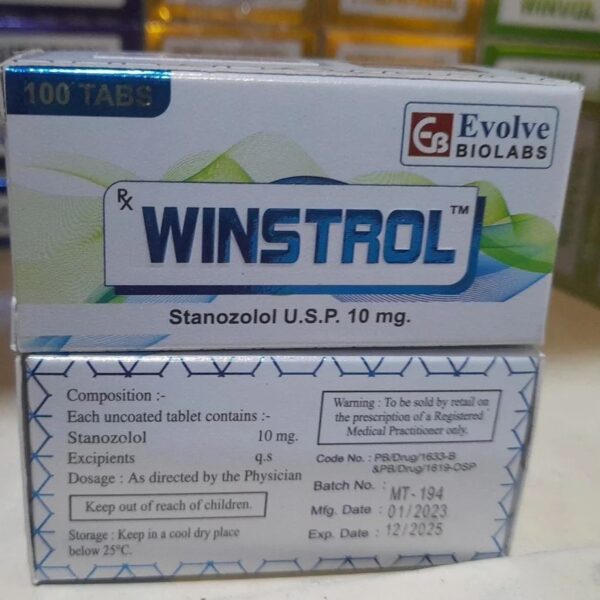 WINVOL
100 TABS
EB Evolve
BIOLABS
Rx
WINSTROL™
Stanozolol U.S.P. 10 mg.
Composition :-
Each uncoated tablet contains :-
Stanozolol 10 mg.
Excipients q.s
Dosage : As directed by the Physician
Keep out of reach of children.
Storage : Keep in a cool dry place
below 25°C.
Warning : To be sold by retail on
the prescription of a Registered
Medical Practitioner only.
Code No. : PB/Drug/1633-B
&PB/Drug/1619-OSP
Batch No. : MT-194
Mfg. Date : 01/2023
Exp. Date : 12/2025